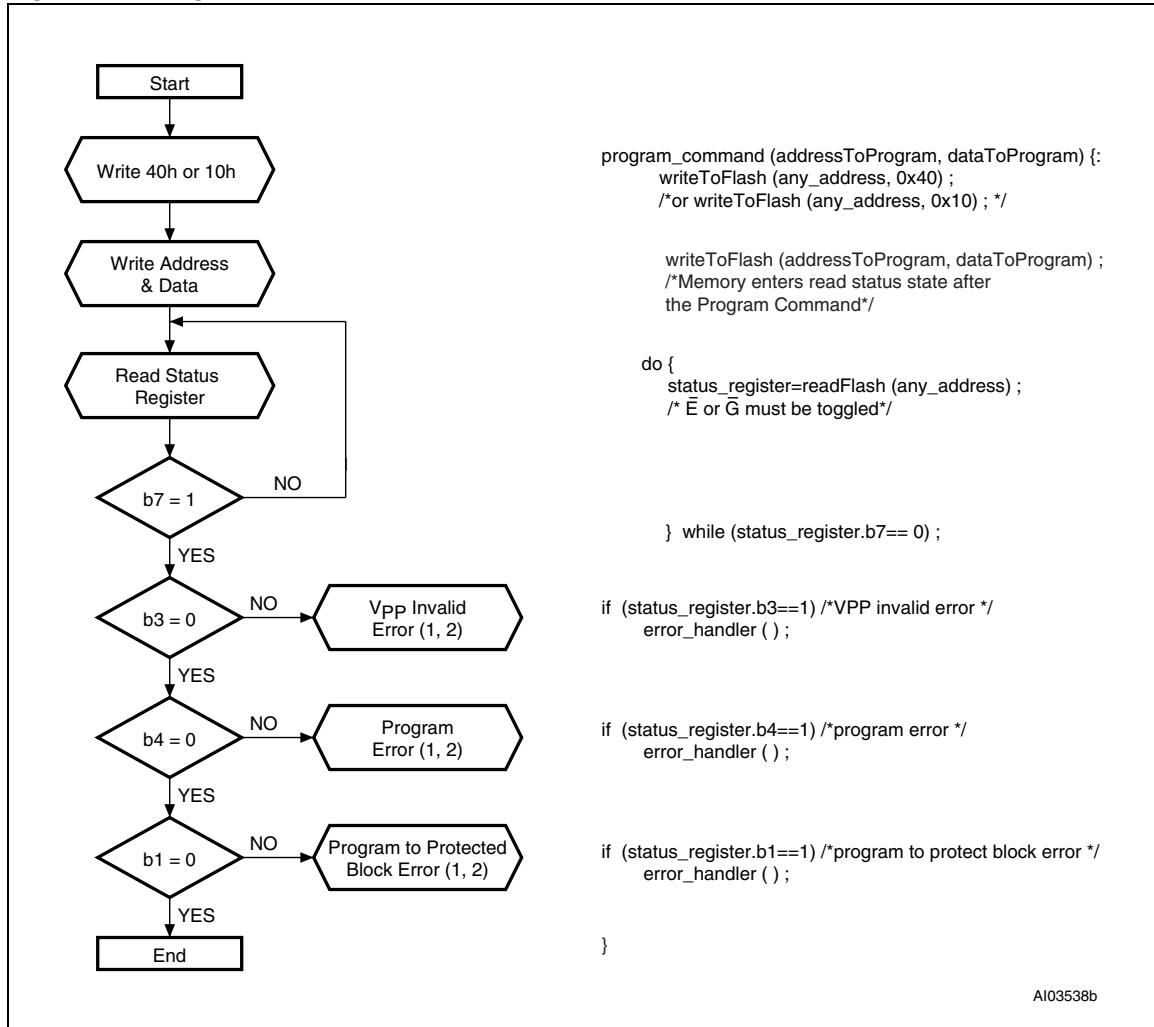 Start
Write 40h or 10h
Write Address
& Data
Read Status
Register
b7 = 1
NO
YES
b3 = 0
NO
VPP Invalid
Error (1, 2)
YES
b4 = 0
NO
Program
Error (1, 2)
YES
b1 = 0
NO
Program to Protected
Block Error (1, 2)
YES
End
program_command (addressToProgram, dataToProgram) {:
writeToFlash (any_address, 0x40) ;
/*or writeToFlash (any_address, 0x10) ; */
writeToFlash (addressToProgram, dataToProgram) ;
/*Memory enters read status state after
the Program Command*/
do {
status_register=readFlash (any_address) ;
/* E̅ or G̅ must be toggled*/
} while (status_register.b7== 0) ;
if (status_register.b3==1) /*VPP invalid error */
error_handler ( ) ;
if (status_register.b4==1) /*program error */
error_handler ( ) ;
if (status_register.b1==1) /*program to protect block error */
error_handler ( ) ;
}
AI03538b